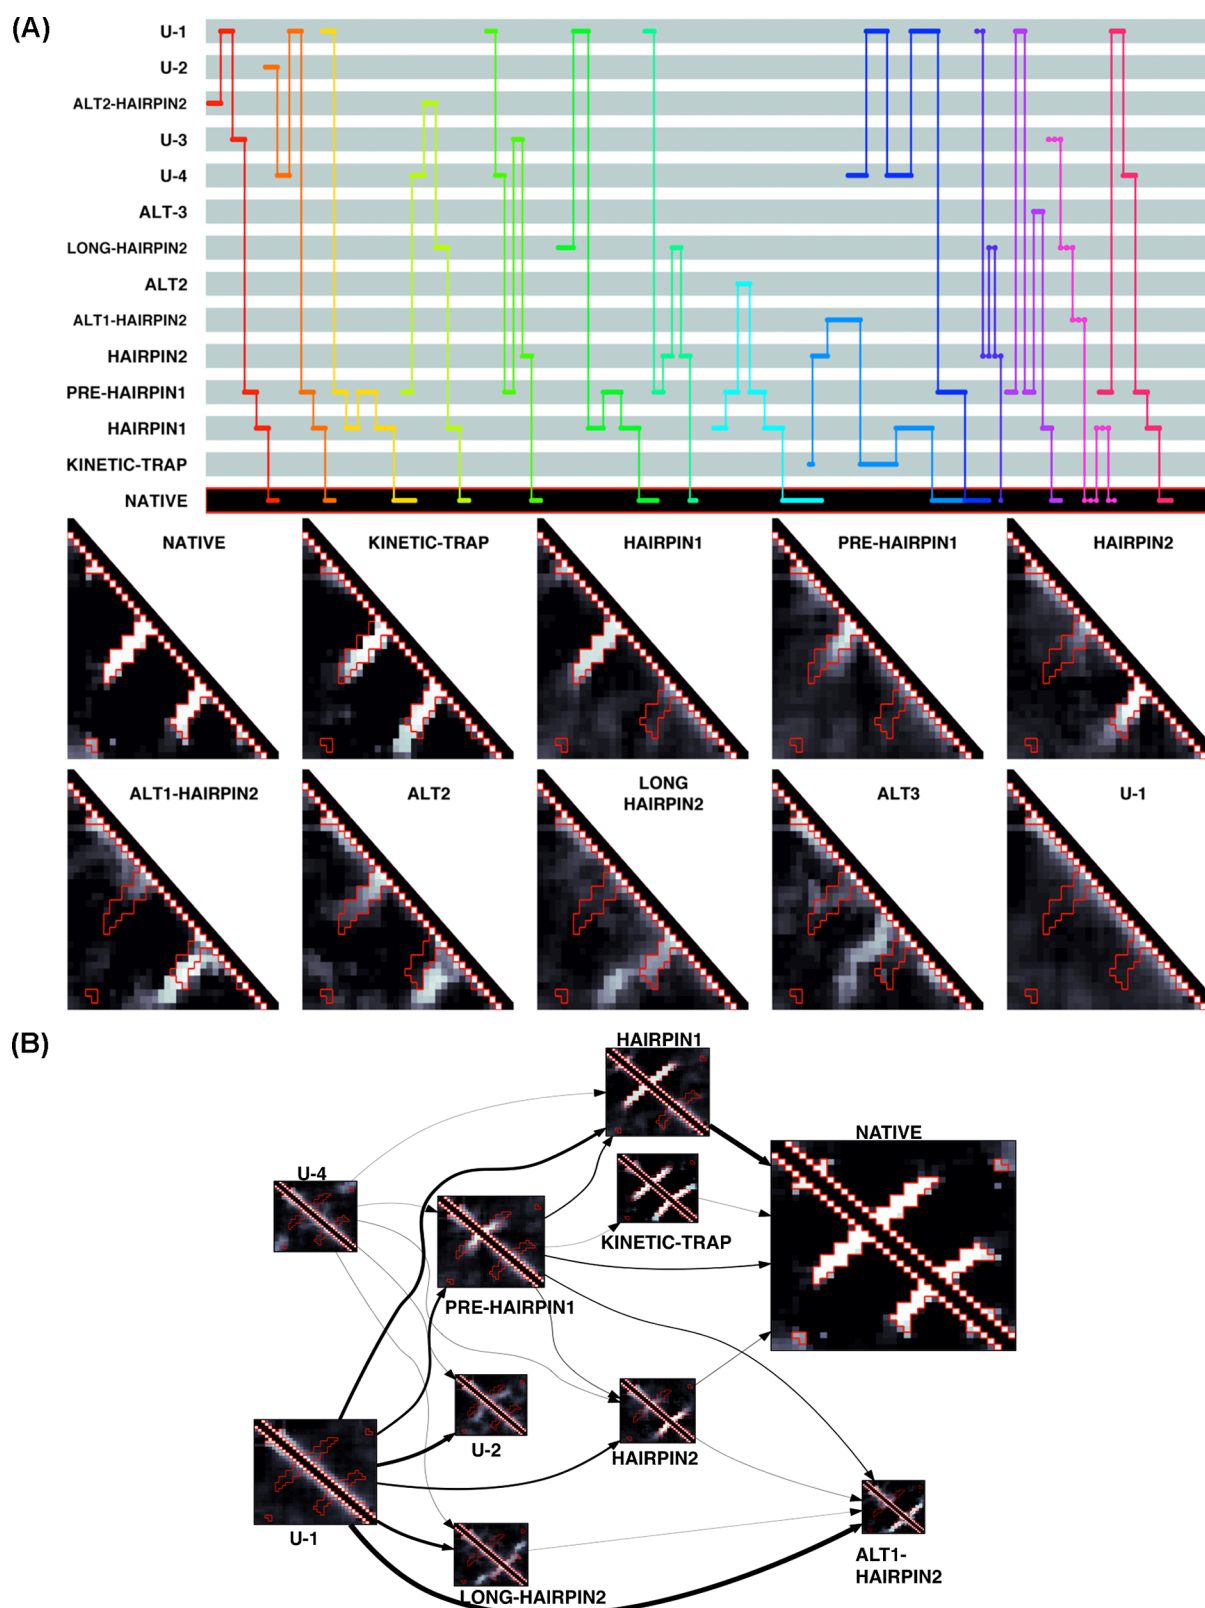 (A)
U-1
U-2
ALT2-HAIRPIN2
U-3
U-4
ALT-3
LONG-HAIRPIN2
ALT2
ALT1-HAIRPIN2
HAIRPIN2
PRE-HAIRPIN1
HAIRPIN1
KINETIC-TRAP
NATIVE
NATIVE
KINETIC-TRAP
HAIRPIN1
PRE-HAIRPIN1
HAIRPIN2
ALT1-HAIRPIN2
ALT2
LONG
HAIRPIN2
ALT3
U-1
(B)
HAIRPIN1
NATIVE
U-4
KINETIC-TRAP
PRE-HAIRPIN1
U-2
HAIRPIN2
U-1
ALT1-
HAIRPIN2
LONG-HAIRPIN2